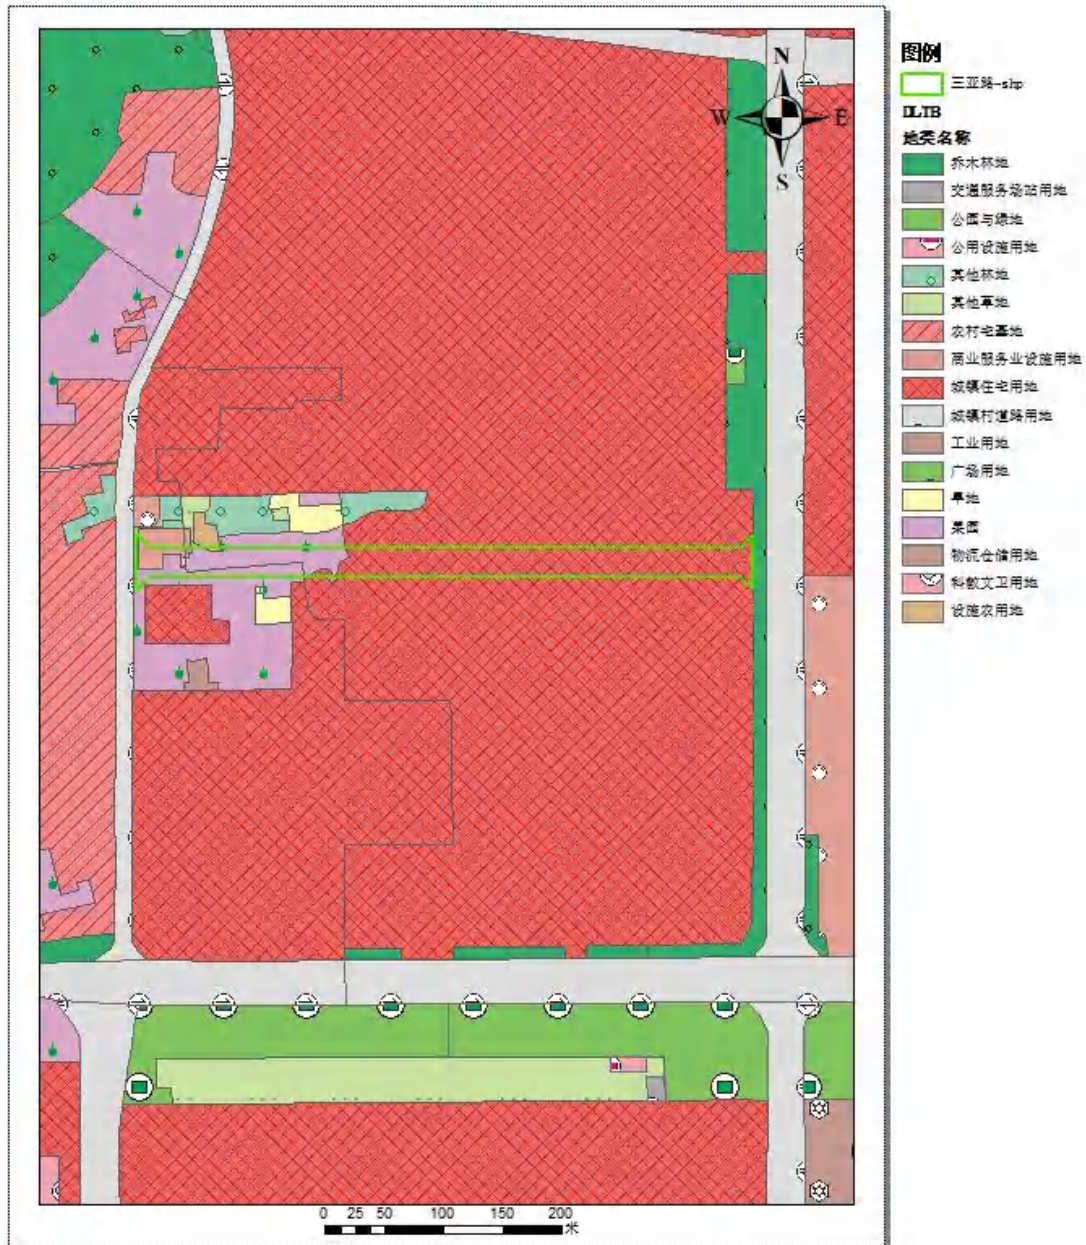 图例
三亚路-shp
DLTB
地类名称
乔木林地
交通服务场站用地
公园与绿地
公用设施用地
其他林地
其他草地
农村宅基地
商业服务业设施用地
城镇住宅用地
城镇村道路用地
工业用地
广场用地
旱地
果园
物流仓储用地
科教文卫用地
设施农用地
N
W E
S
0 25 50 100 150 200
米